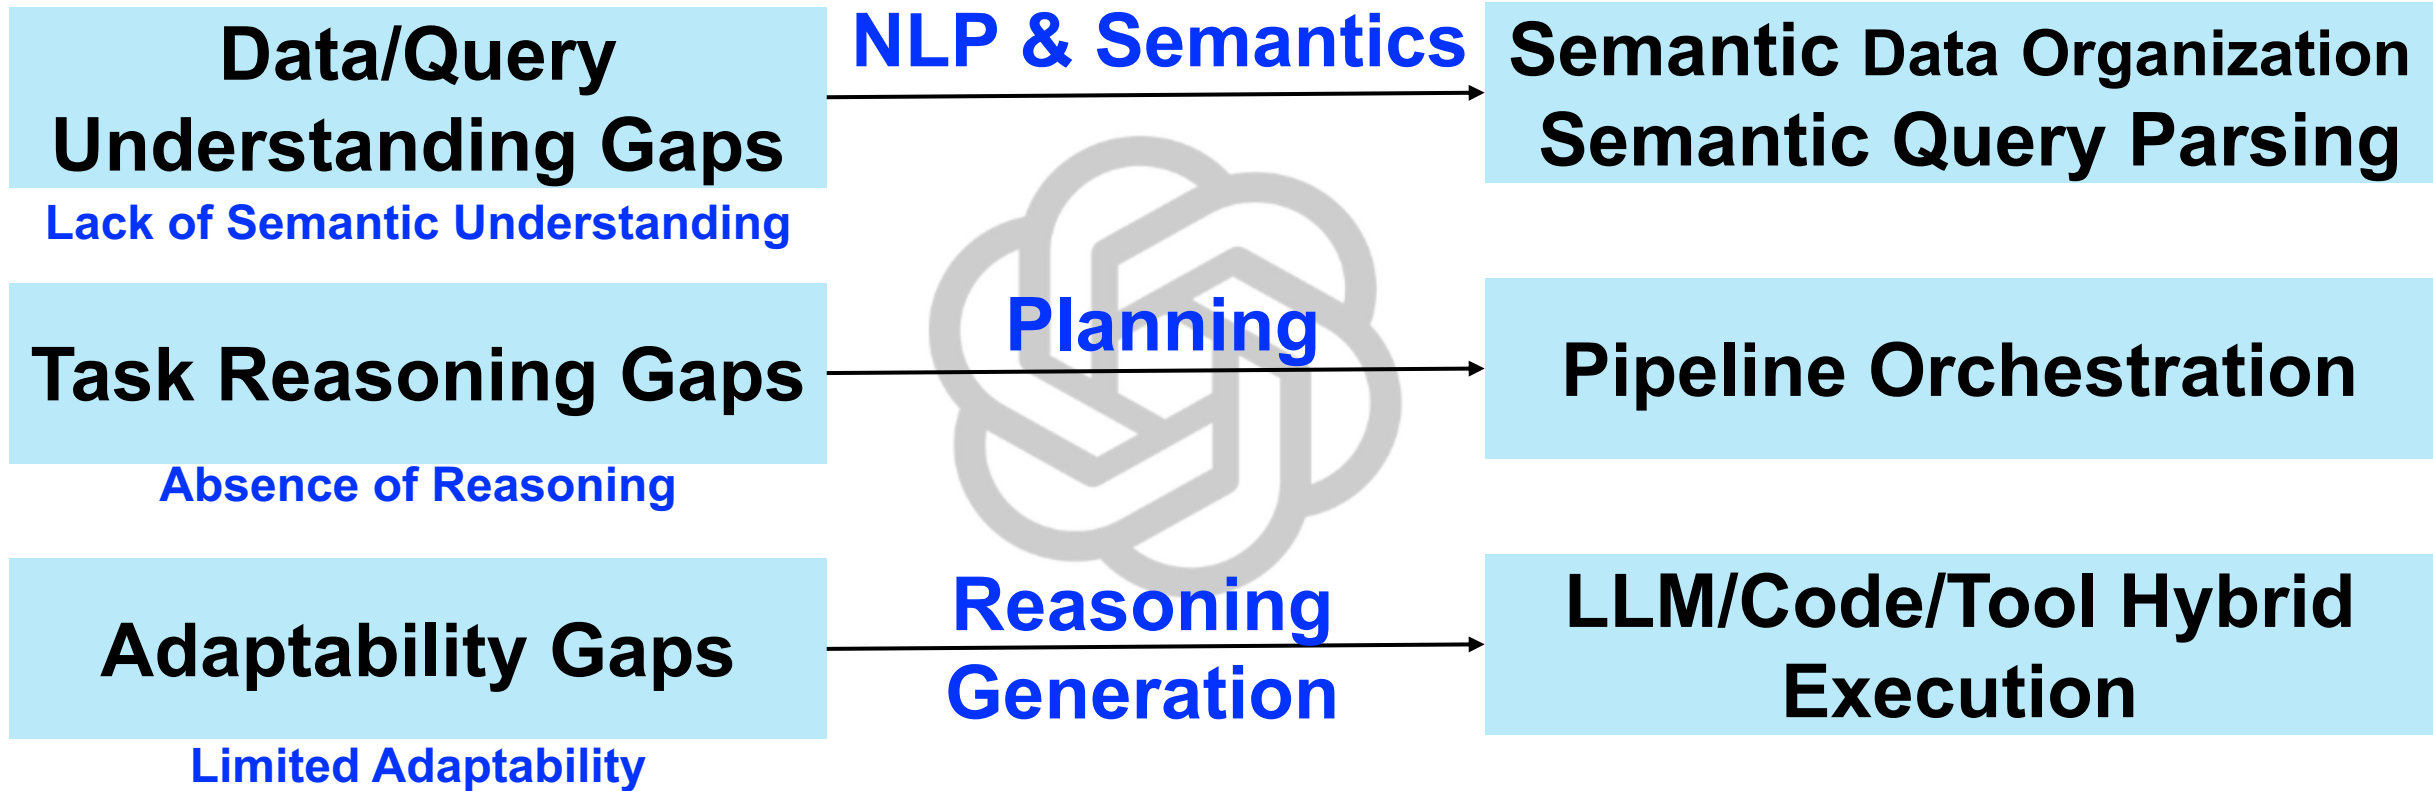 Data/Query
Understanding Gaps
Lack of Semantic Understanding
NLP & Semantics
Semantic Data Organization
Semantic Query Parsing
Task Reasoning Gaps
Absence of Reasoning
Planning
Pipeline Orchestration
Adaptability Gaps
Limited Adaptability
Reasoning
Generation
LLM/Code/Tool Hybrid
Execution